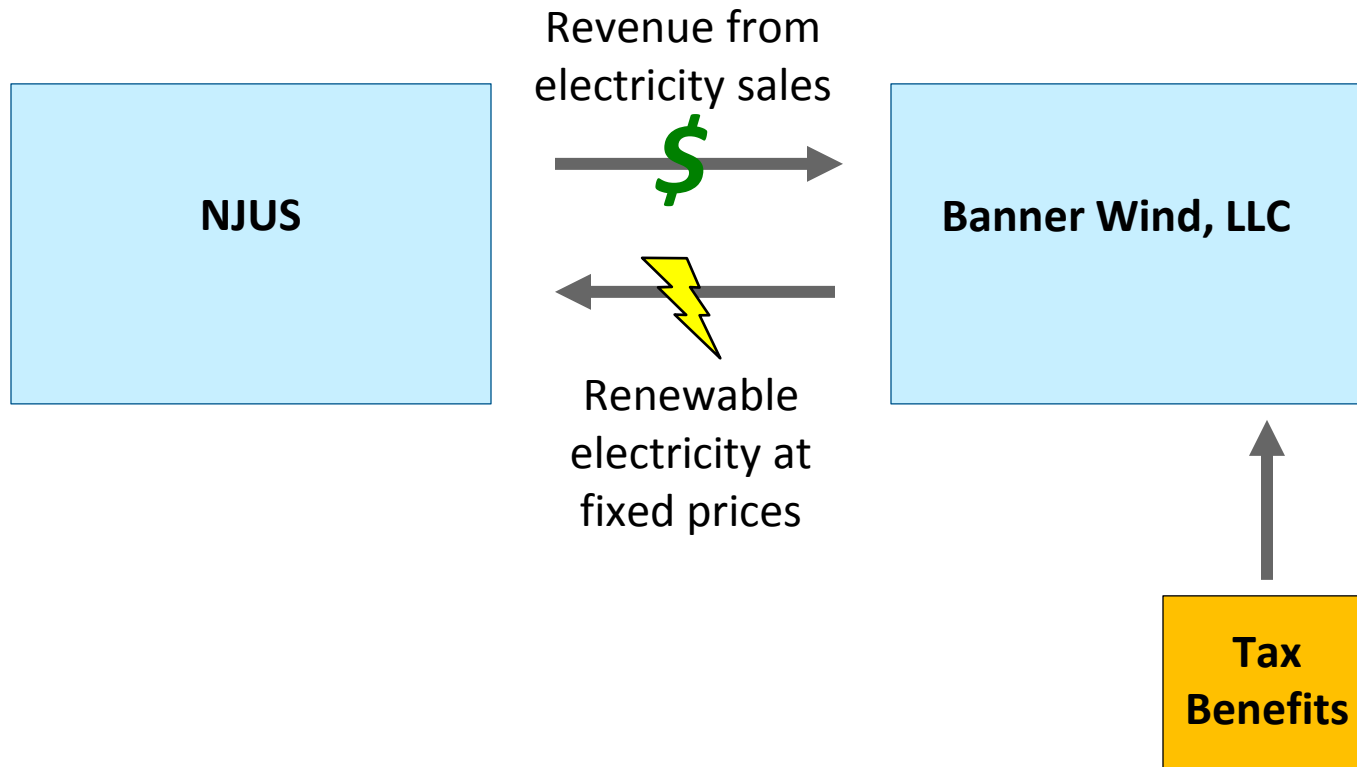 Revenue from
electricity sales
$
NJUS
Banner Wind, LLC
Renewable
electricity at
fixed prices
Tax
Benefits